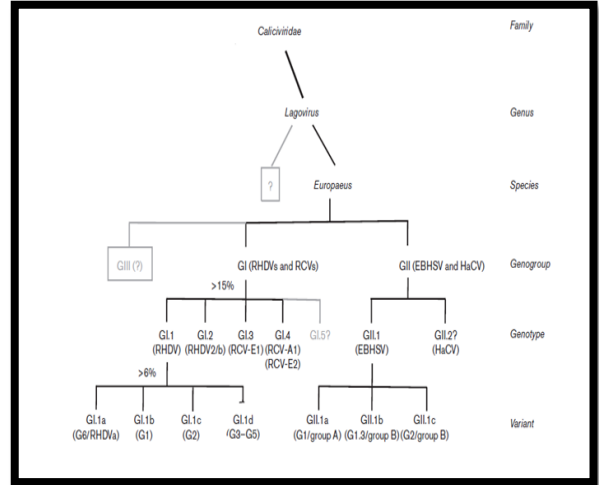 Caliciviridae Family
Lagovirus Genus
? Europaeus Species
GIII (?) GI (RHDVs and RCVs) GII (EBHSV and HaCV) Genogroup
>15%
GI.1 GI.2 GI.3 GI.4 GI.5? GII.1 GII.2? Genotype
(RHDV) (RHDV2/b) (RCV-E1) (RCV-A1) (EBHSV) (HaCV)
(RCV-E2)
>6%
GI.1a GI.1b GI.1c GI.1d GII.1a GII.1b GII.1c Variant
(G6/RHDVa) (G1) (G2) (G3–G5) (G1/group A) (G1.3/group B) (G2/group B)